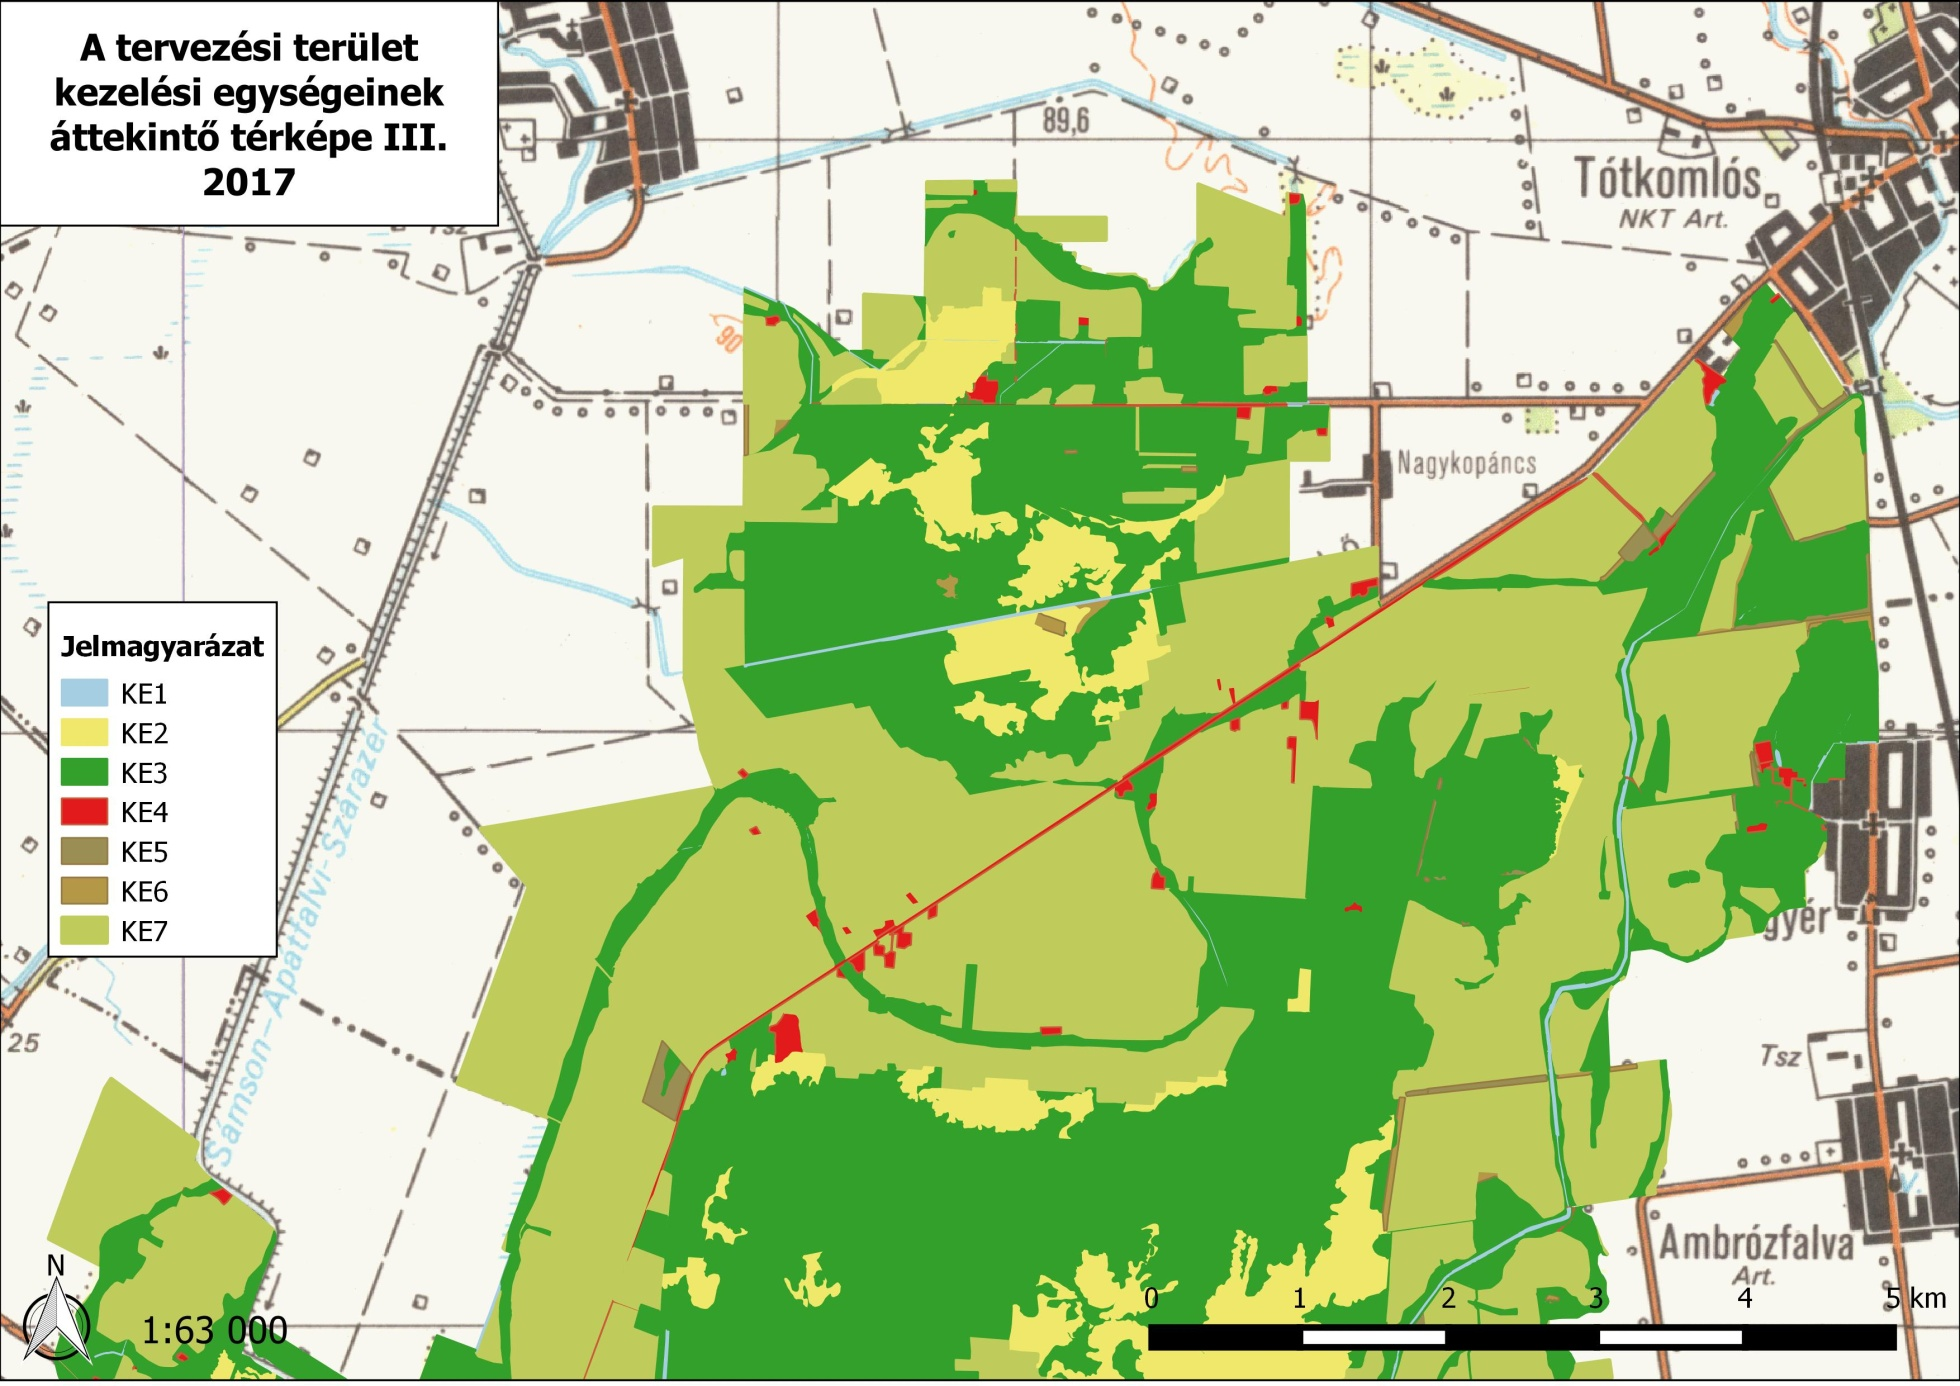 A tervezési terület
kezelési egységeinek
áttekintő térképe III.
2017
89,6
Tótkomlós
NKT Art.
Tsz
90
Nagykopáncs
Jelmagyarázat
KE1
KE2
KE3
KE4
KE5
KE6
KE7
Sámson-Apátfalvi-Szárazér
gyér
25
Tsz
Ambrózfalva
Art.
N
1:63 000
0 1 2 3 4 5 km